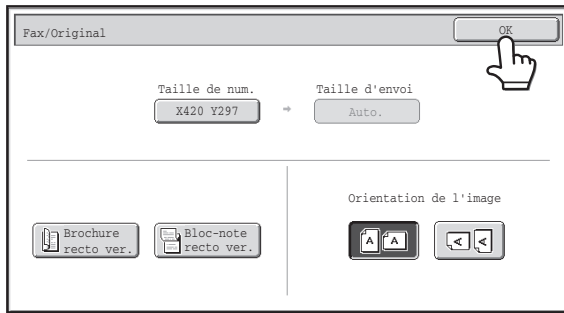 Fax/Original
OK
Taille de num.
Taille d'envoi
X420 Y297
Auto.
Orientation de l'image
Brochure
recto ver.
Bloc-note
recto ver.
A A
A A